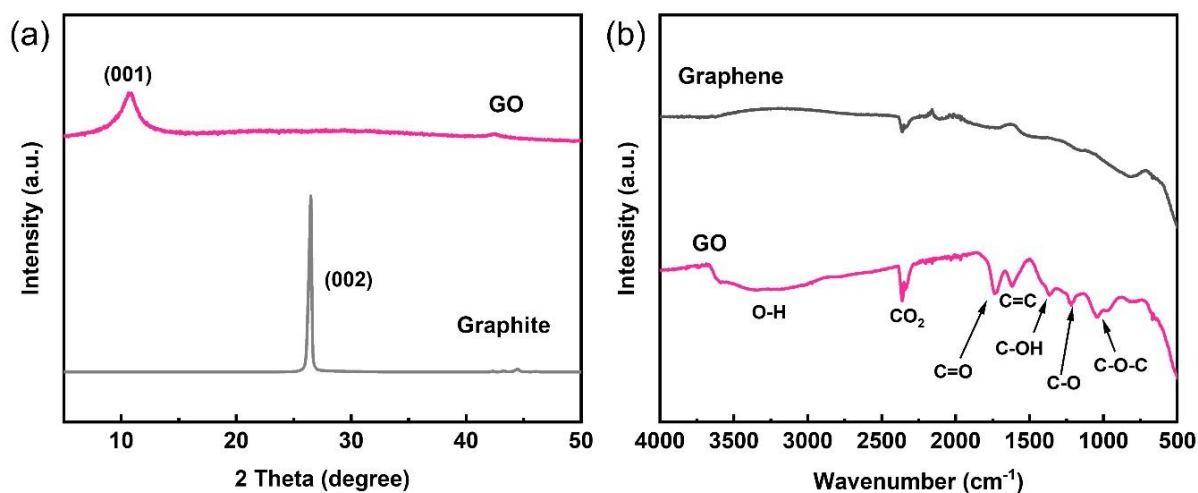 (a)
Intensity (a.u.)
(001)
GO
(002)
Graphite
10 20 30 40 50
2 Theta (degree)
(b)
Intensity (a.u.)
Graphene
GO
O-H
CO₂
C=O
C=C
C-OH
C-O
C-O-C
4000 3500 3000 2500 2000 1500 1000 500
Wavenumber (cm⁻¹)